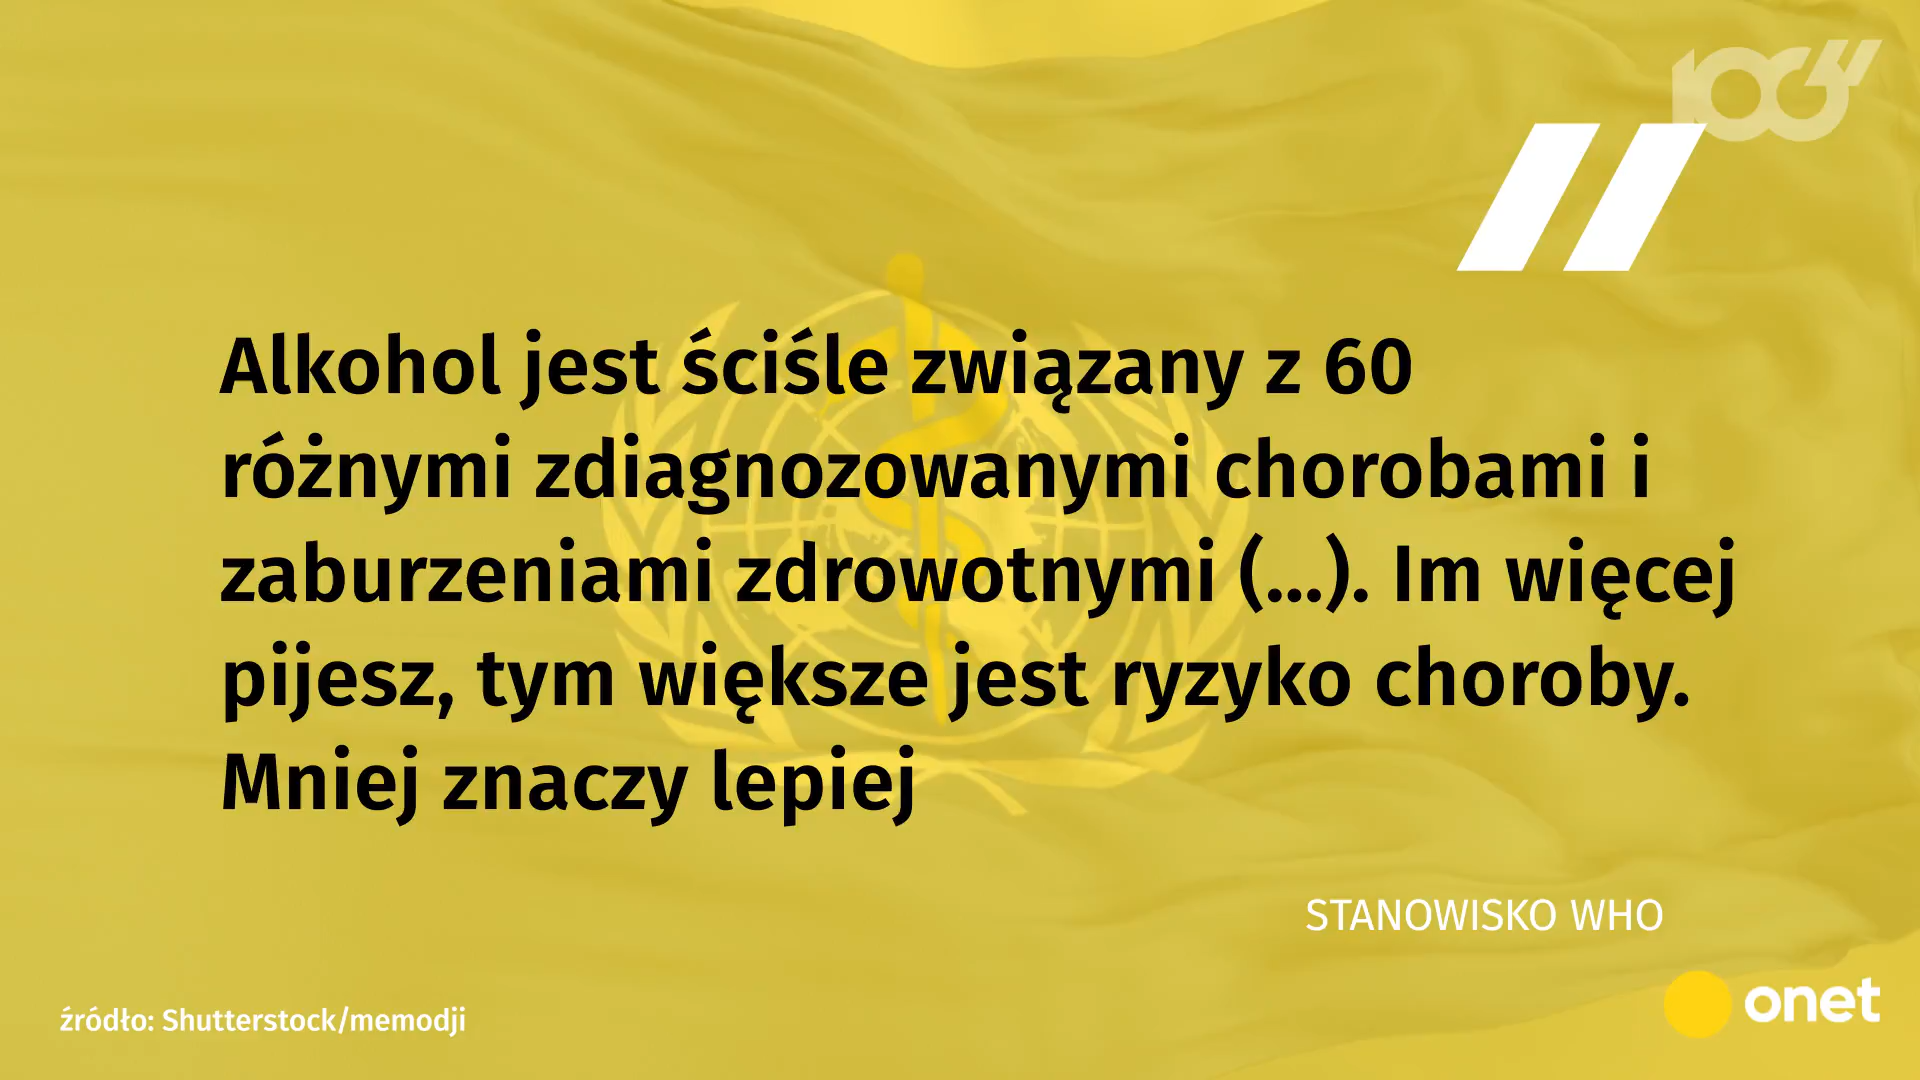 100"
Alkohol jest ściśle związany z 60
różnymi zdiagnozowanymi chorobami i
zaburzeniami zdrowotnymi (...). Im więcej
pijesz, tym większe jest ryzyko choroby.
Mniej znaczy lepiej
STANOWISKO WHO
źródło: Shutterstock/memodji
onet